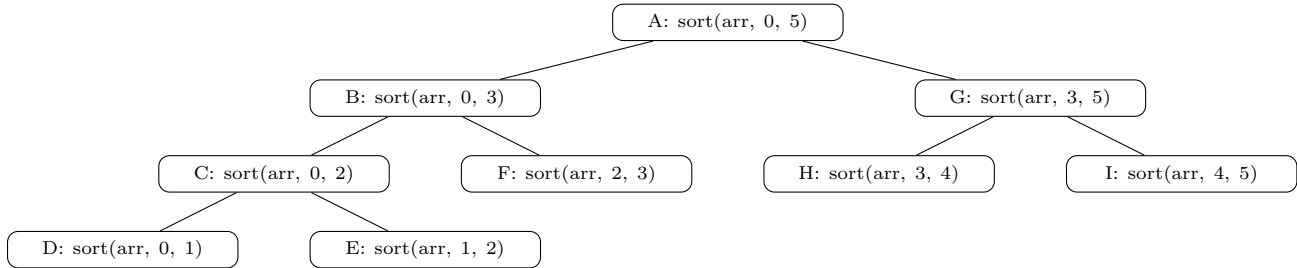 A: sort(arr, 0, 5)
B: sort(arr, 0, 3)
G: sort(arr, 3, 5)
C: sort(arr, 0, 2)
F: sort(arr, 2, 3)
H: sort(arr, 3, 4)
I: sort(arr, 4, 5)
D: sort(arr, 0, 1)
E: sort(arr, 1, 2)